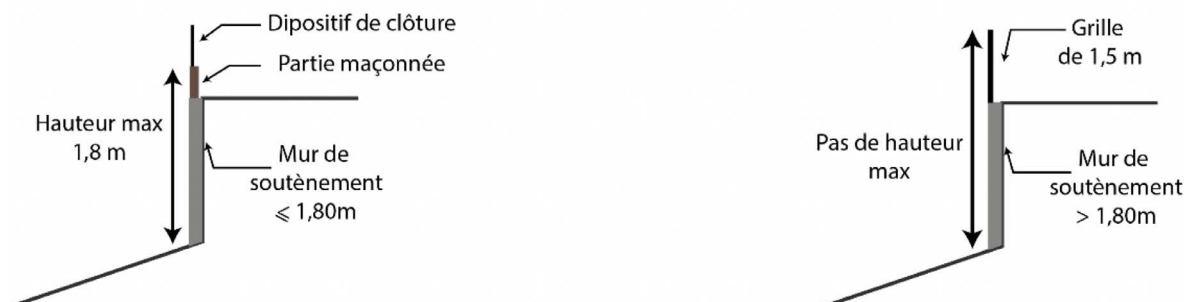 Dipositif de clôture
Partie maçonnée
Hauteur max
1,8 m
Mur de
soutènement
⩽ 1,80m
Grille
de 1,5 m
Pas de hauteur
max
Mur de
soutènement
> 1,80m